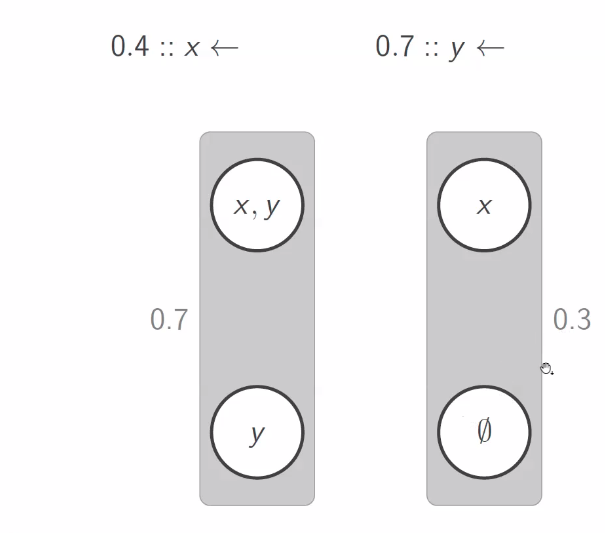 0.4 :: x ← 0.7 :: y ←
x, y x
0.7 0.3
y ∅